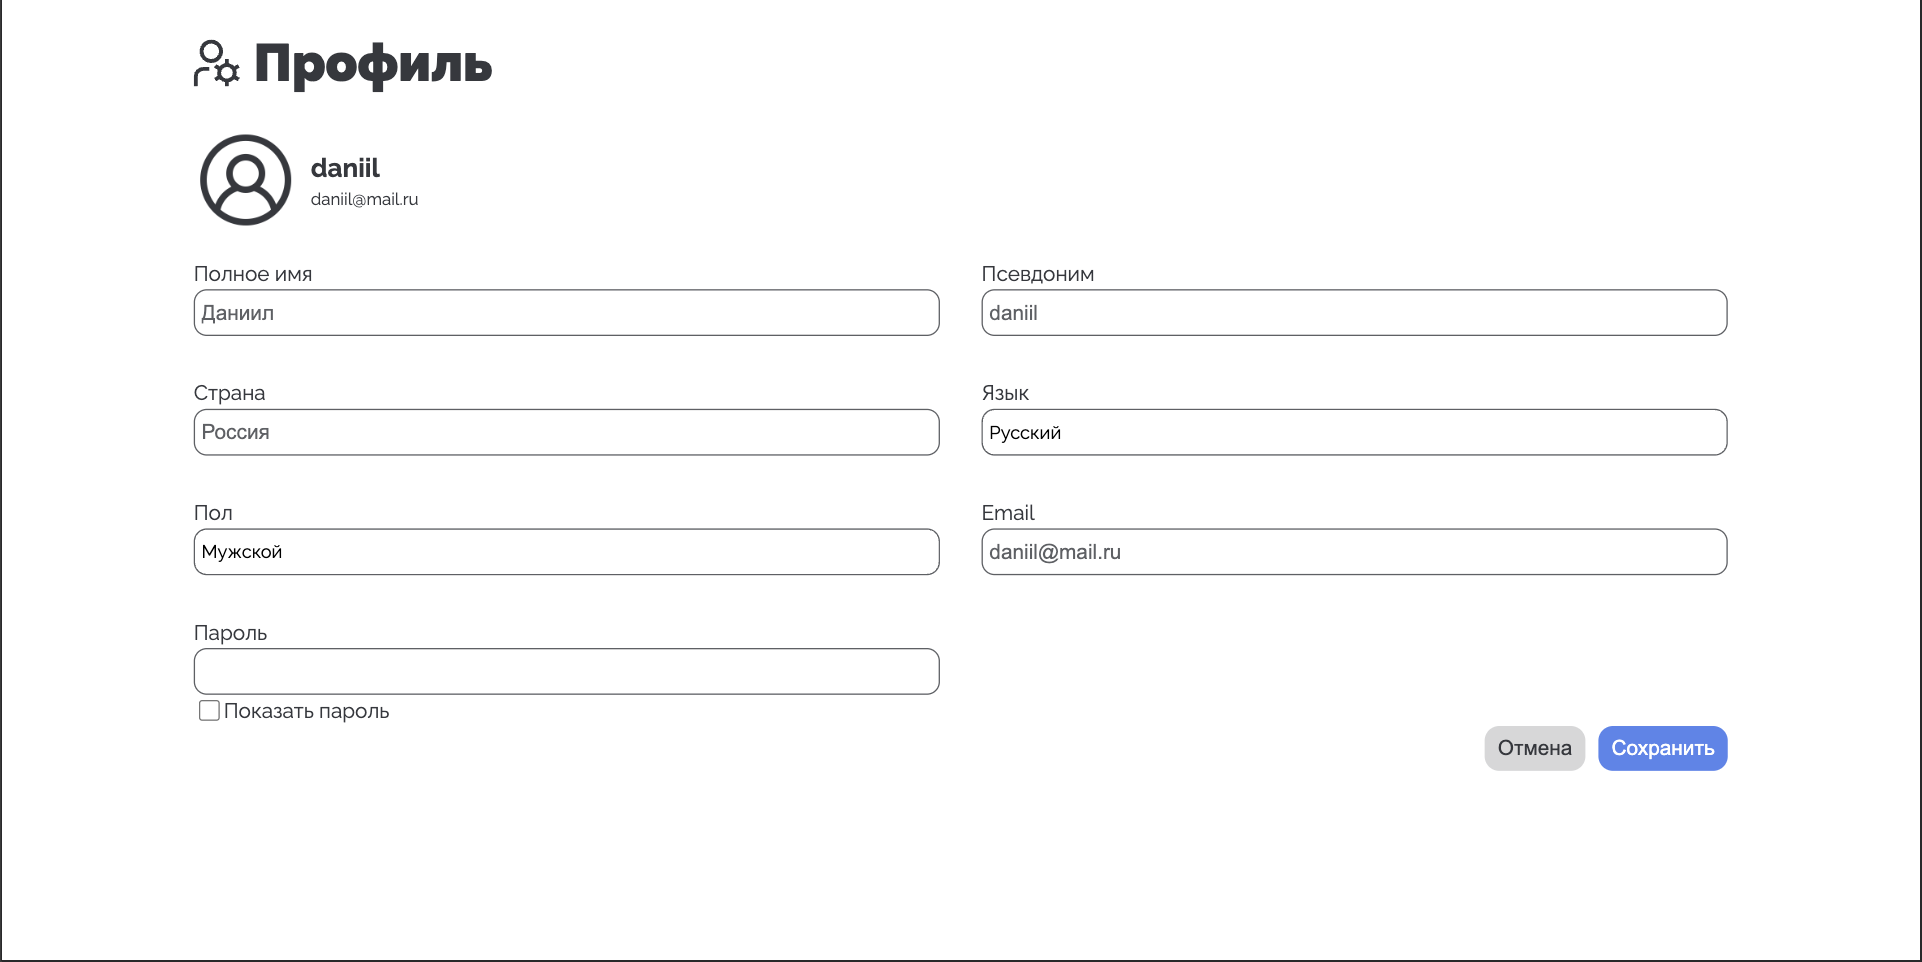 Профиль
daniil
daniil@mail.ru
Полное имя
Даниил
Псевдоним
daniil
Страна
Россия
Язык
Русский
Пол
Мужской
Email
daniil@mail.ru
Пароль
Показать пароль
Отмена
Сохранить